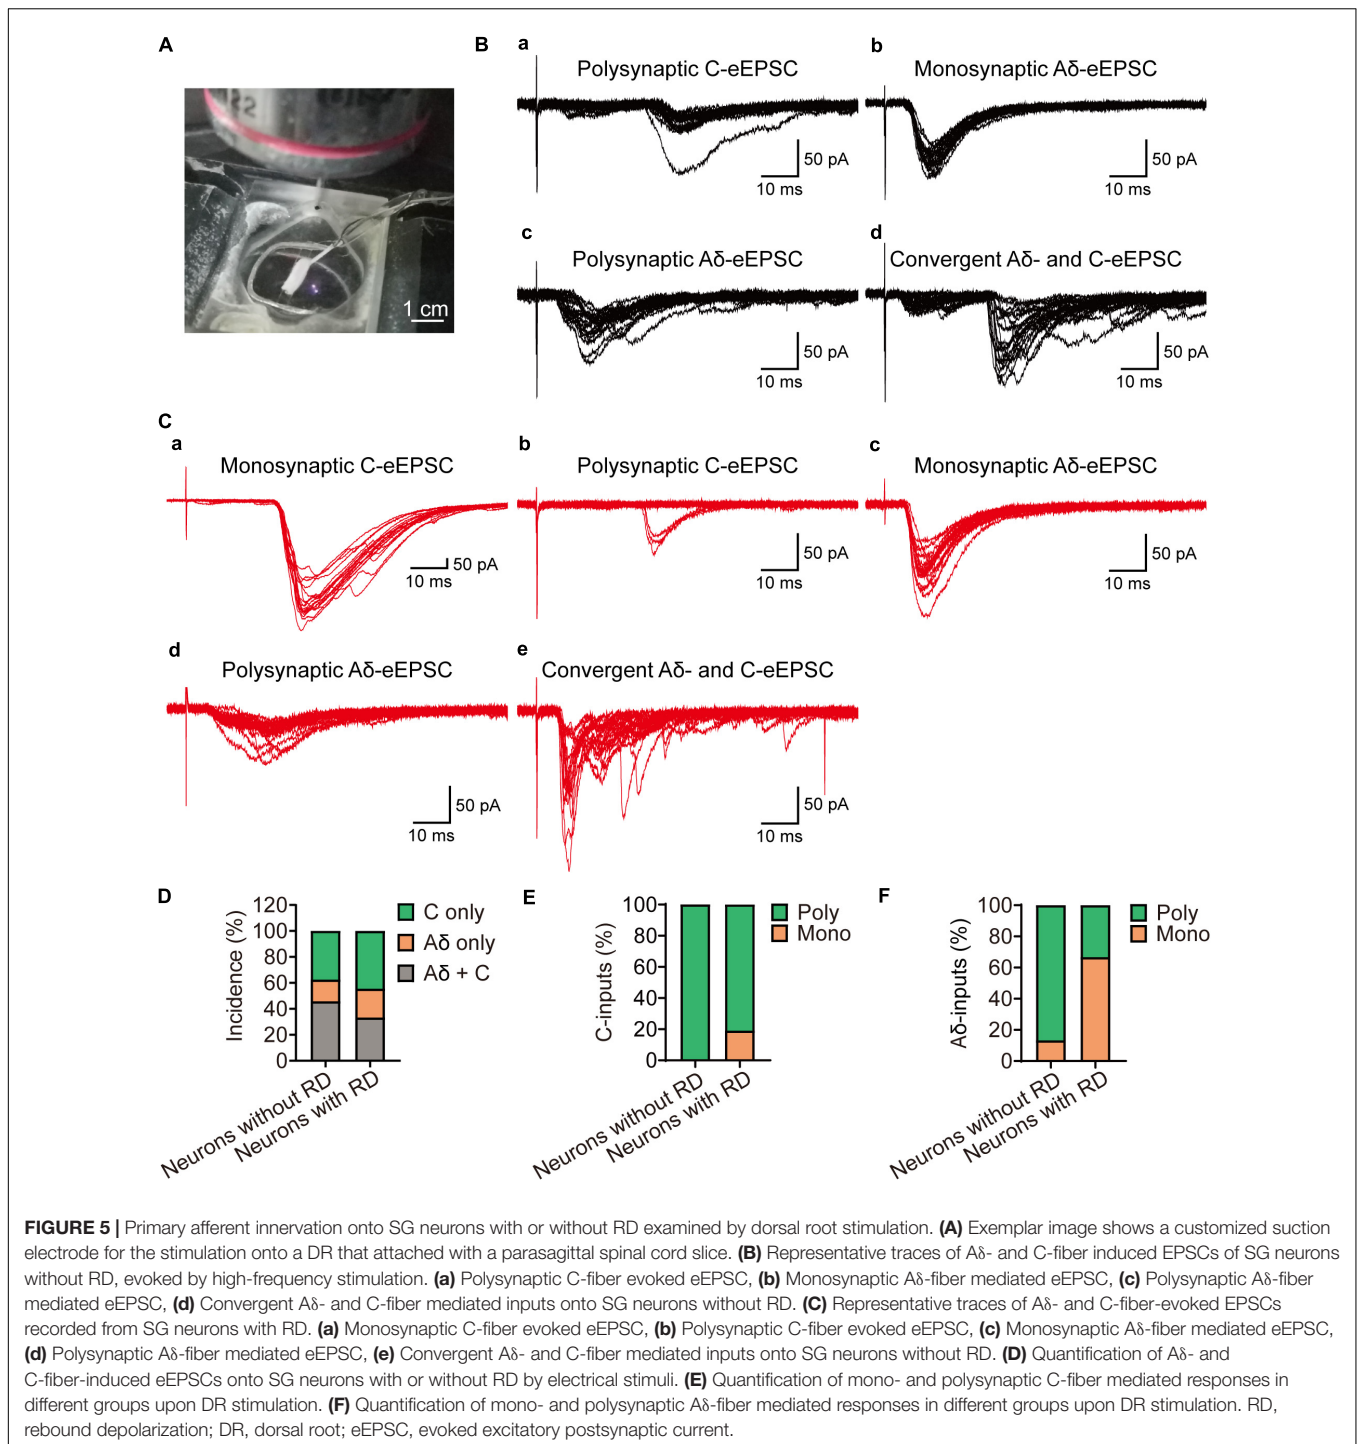 A
1 cm
B
a
Polysynaptic C-eEPSC
50 pA
10 ms
b
Monosynaptic Aδ-eEPSC
50 pA
10 ms
c
Polysynaptic Aδ-eEPSC
50 pA
10 ms
d
Convergent Aδ- and C-eEPSC
50 pA
10 ms
C
a
Monosynaptic C-eEPSC
50 pA
10 ms
b
Polysynaptic C-eEPSC
50 pA
10 ms
c
Monosynaptic Aδ-eEPSC
50 pA
10 ms
d
Polysynaptic Aδ-eEPSC
50 pA
10 ms
e
Convergent Aδ- and C-eEPSC
50 pA
10 ms
D
Incidence (%)
120
100
80
60
40
20
0
C only
Aδ only
Aδ + C
Neurons without RD
Neurons with RD
E
C-inputs (%)
100
80
60
40
20
0
Poly
Mono
Neurons without RD
Neurons with RD
F
Aδ-inputs (%)
100
80
60
40
20
0
Poly
Mono
Neurons without RD
Neurons with RD
FIGURE 5 | Primary afferent innervation onto SG neurons with or without RD examined by dorsal root stimulation. (A) Exemplar image shows a customized suction
electrode for the stimulation onto a DR that attached with a parasagittal spinal cord slice. (B) Representative traces of Aδ- and C-fiber induced EPSCs of SG neurons
without RD, evoked by high-frequency stimulation. (a) Polysynaptic C-fiber evoked eEPSC, (b) Monosynaptic Aδ-fiber mediated eEPSC, (c) Polysynaptic Aδ-fiber
mediated eEPSC, (d) Convergent Aδ- and C-fiber mediated inputs onto SG neurons without RD. (C) Representative traces of Aδ- and C-fiber-evoked EPSCs
recorded from SG neurons with RD. (a) Monosynaptic C-fiber evoked eEPSC, (b) Polysynaptic C-fiber evoked eEPSC, (c) Monosynaptic Aδ-fiber mediated eEPSC,
(d) Polysynaptic Aδ-fiber mediated eEPSC, (e) Convergent Aδ- and C-fiber mediated inputs onto SG neurons without RD. (D) Quantification of Aδ- and
C-fiber-induced eEPSCs onto SG neurons with or without RD by electrical stimuli. (E) Quantification of mono- and polysynaptic C-fiber mediated responses in
different groups upon DR stimulation. (F) Quantification of mono- and polysynaptic Aδ-fiber mediated responses in different groups upon DR stimulation. RD,
rebound depolarization; DR, dorsal root; eEPSC, evoked excitatory postsynaptic current.